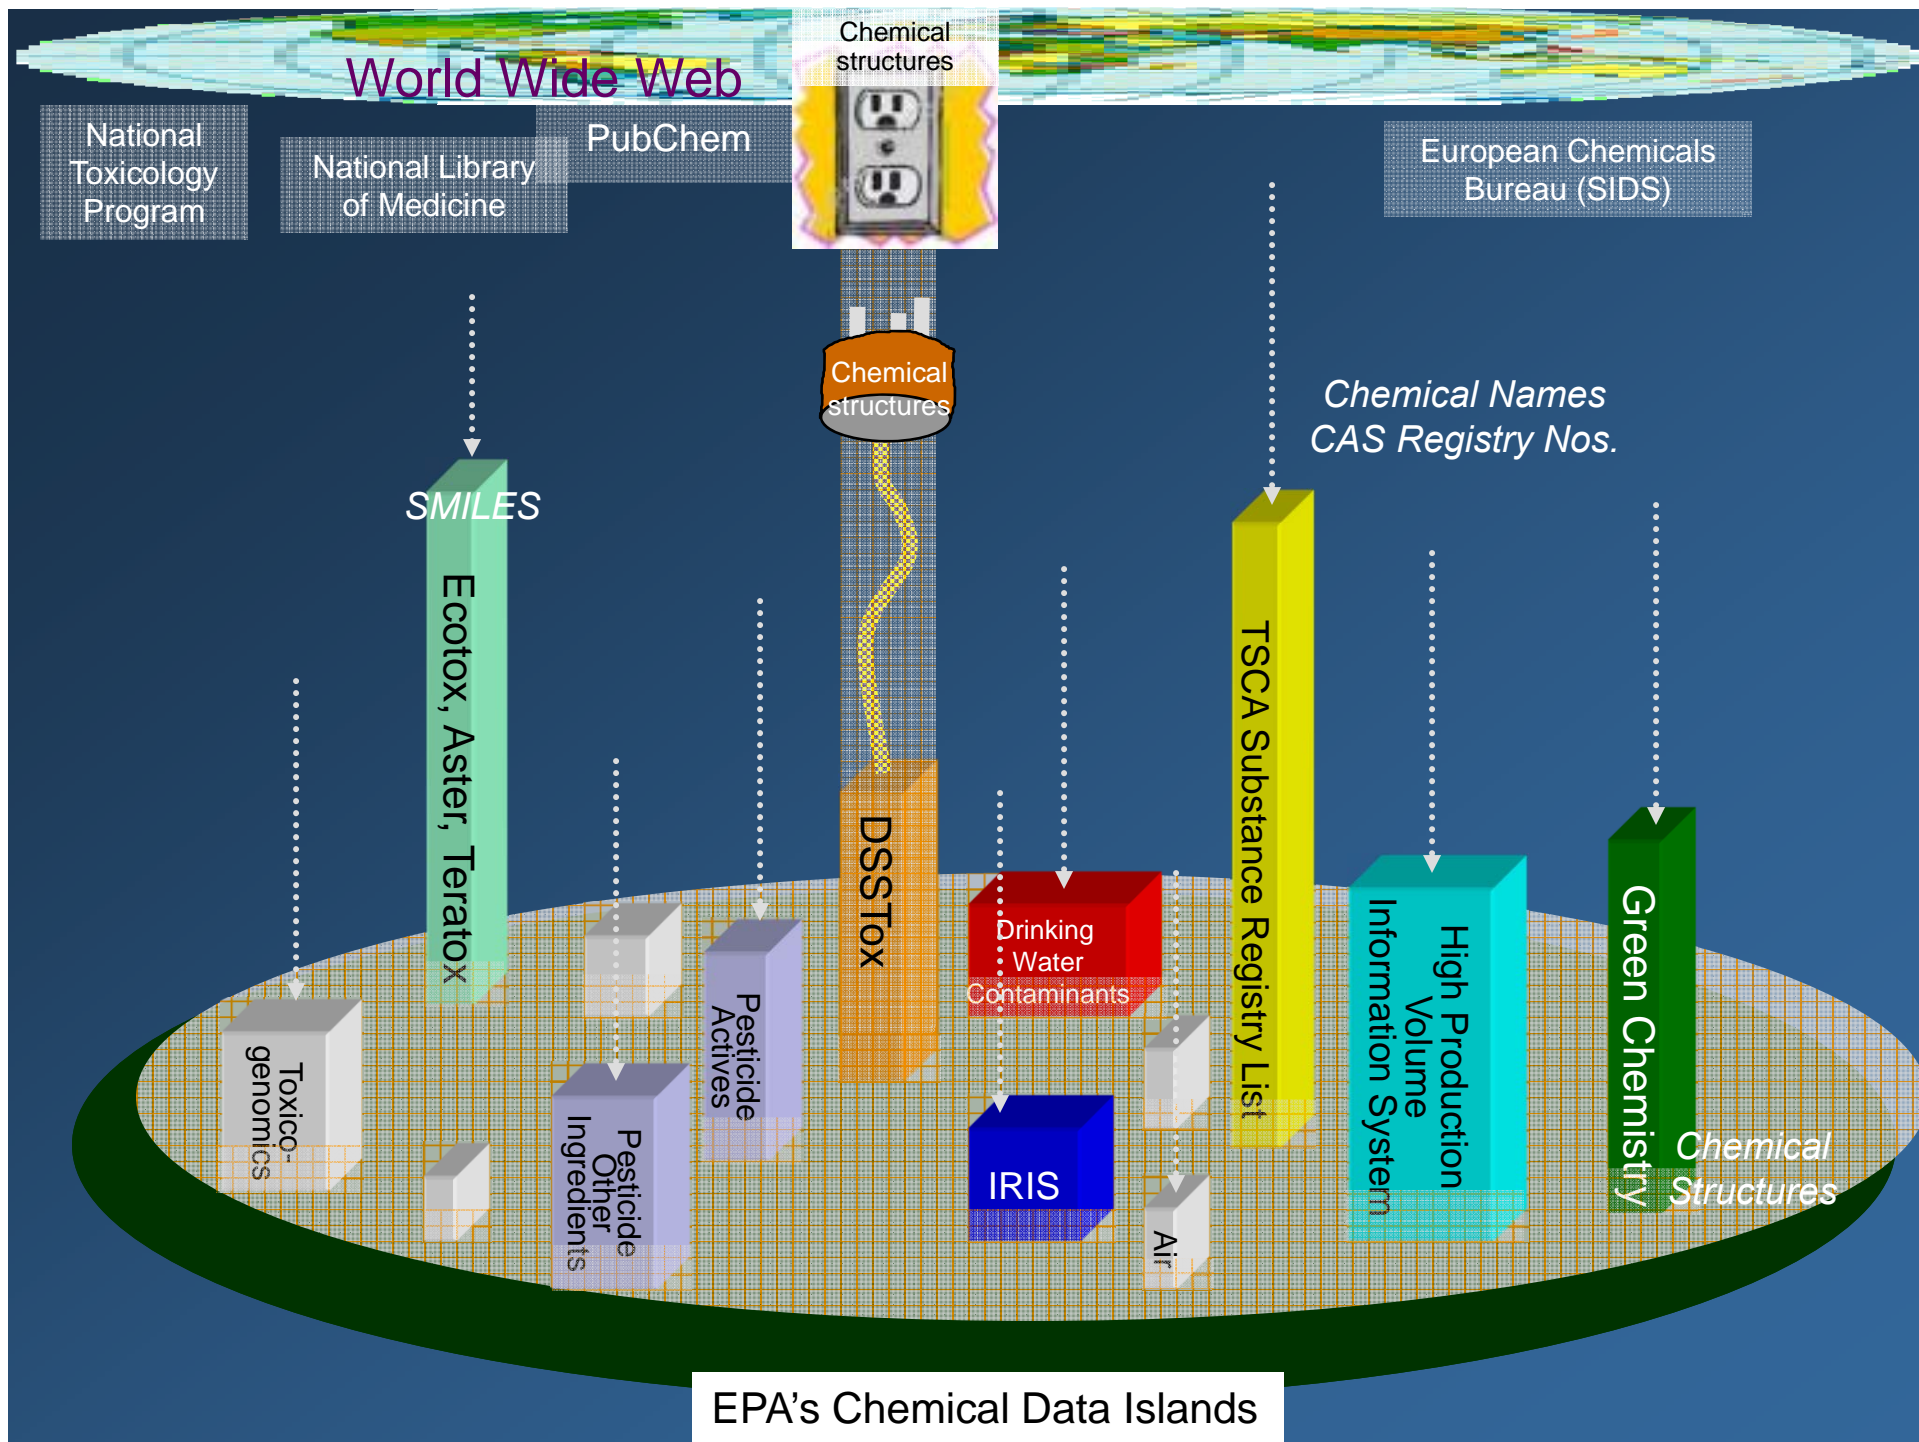 Chemical
structures
World Wide Web
National
Toxicology
Program
National Library
of Medicine
PubChem
European Chemicals
Bureau (SIDS)
Chemical
structures
Chemical Names
CAS Registry Nos.
SMILES
Ecotox, Aster, Teratox
TSCA Substance Registry List
DSSTox
Drinking
Water
Contaminants
High Production
Volume
Information System
Green Chemistry
Pesticide
Actives
Toxico-
genomics
Pesticide
Other
Ingredients
IRIS
Air
Chemical
Structures
EPA’s Chemical Data Islands